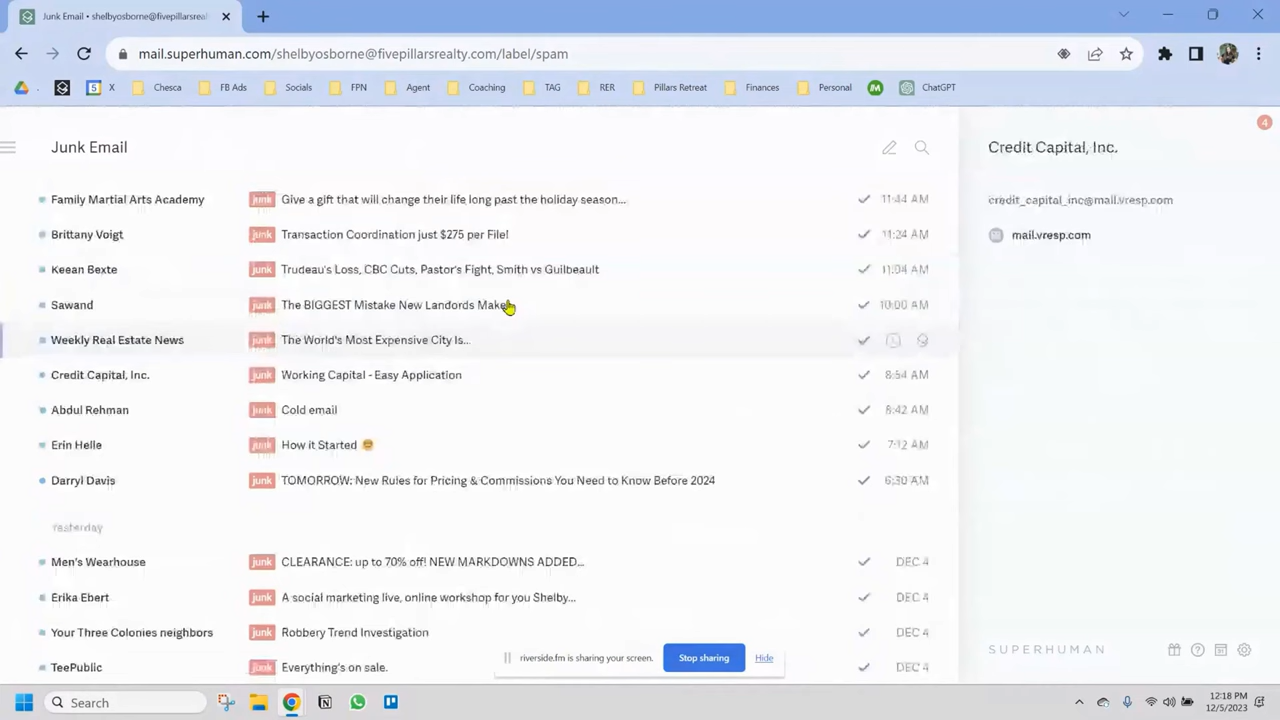 Junk Email • shelbyosborne@fivepillarsreal
mail.superhuman.com/shelbyosborne@fivepillarsrealty.com/label/spam
5 X Chesca FB Ads Socials FPN Agent Coaching TAG RER Pillars Retreat Finances Personal ChatGPT
4
Junk Email
Credit Capital, Inc.
Family Martial Arts Academy junk Give a gift that will change their life long past the holiday season... 11:44 AM
credit_capital_inc@mail.vresp.com
Brittany Voigt junk Transaction Coordination just $275 per File! 11:24 AM
mail.vresp.com
Keean Bexte junk Trudeau's Loss, CBC Cuts, Pastor's Fight, Smith vs Guilbeault 11:04 AM
Sawand junk The BIGGEST Mistake New Landords Make 10:00 AM
Weekly Real Estate News junk The World's Most Expensive City Is...
Credit Capital, Inc. junk Working Capital - Easy Application 8:54 AM
Abdul Rehman junk Cold email 8:42 AM
Erin Helle junk How it Started 😊 7:12 AM
Darryl Davis junk TOMORROW: New Rules for Pricing & Commissions You Need to Know Before 2024 6:30 AM
Yesterday
Men's Wearhouse junk CLEARANCE: up to 70% off! NEW MARKDOWNS ADDED... DEC 4
Erika Ebert junk A social marketing live, online workshop for you Shelby... DEC 4
Your Three Colonies neighbors junk Robbery Trend Investigation DEC 4
SUPERHUMAN
riverside.fm is sharing your screen. Stop sharing Hide
TeePublic junk Everything's on sale. DEC 4
Search
12:18 PM
12/5/2023